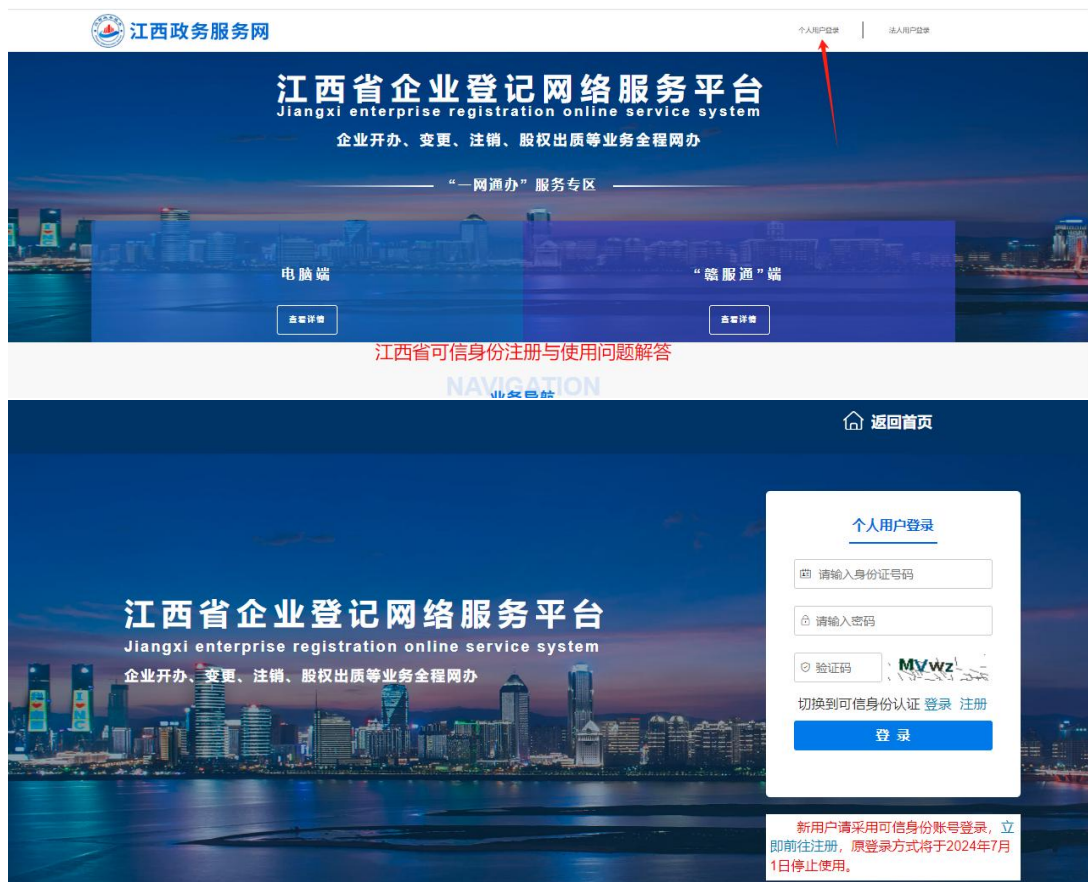 江西政务服务网
个人用户登录
法人用户登录
江西省企业登记网络服务平台
Jiangxi enterprise registration online service system
企业开办、变更、注销、股权出质等业务全程网办
“一网通办”服务专区
电脑端
“赣服通”端
查看详情
查看详情
江西省可信身份注册与使用问题解答
NAVIGATION
业务导航
返回首页
个人用户登录
请输入身份证号码
江西省企业登记网络服务平台
请输入密码
Jiangxi enterprise registration online service system
企业开办、变更、注销、股权出质等业务全程网办
验证码
MVwz
切换到可信身份认证 登录 注册
登 录
新用户请采用可信身份账号登录，立
即前往注册，原登录方式将于2024年7月
1日停止使用。